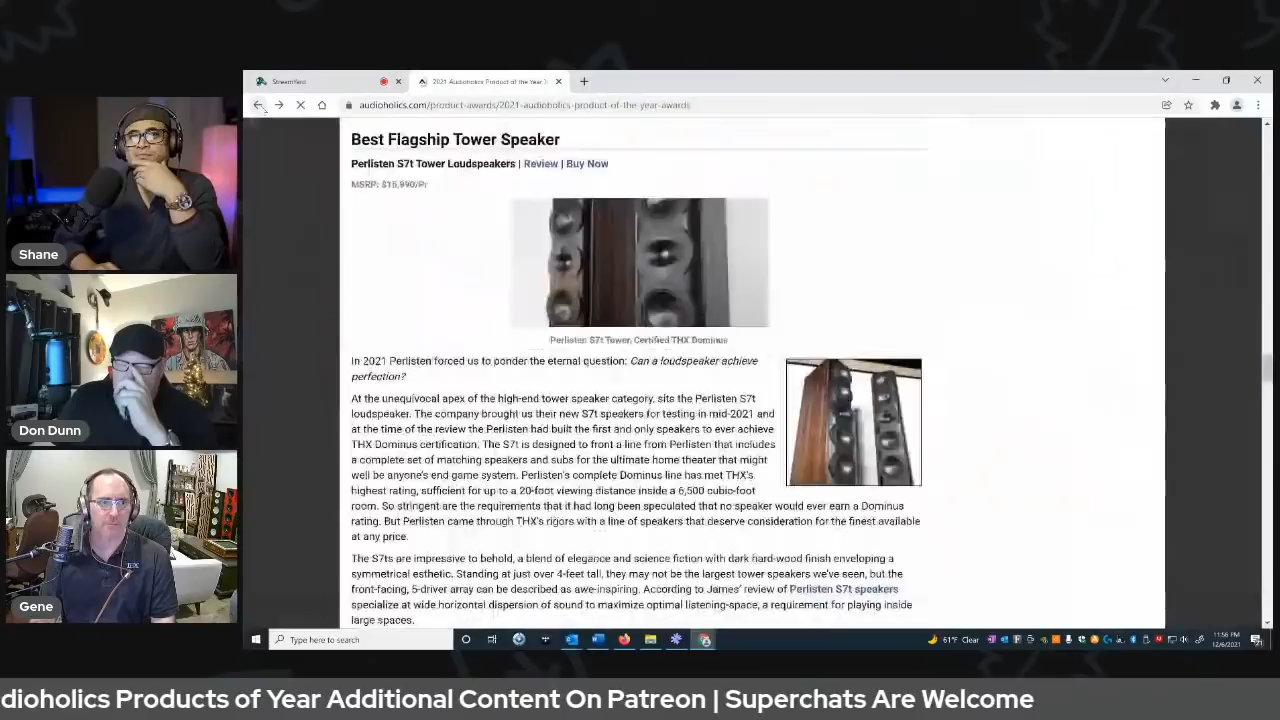 StreamYard
2021 Audioholics Product of the Year
audioholics.com/product-awards/2021-audioholics-product-of-the-year-awards
Best Flagship Tower Speaker
Perlisten S7t Tower Loudspeakers | Review | Buy Now
MSRP: $15,990/Pr
Perlisten S7t Tower, Certified THX Dominus
In 2021 Perlisten forced us to ponder the eternal question: Can a loudspeaker achieve
perfection?
At the unequivocal apex of the high-end tower speaker category, sits the Perlisten S7t
loudspeaker. The company brought us their new S7t speakers for testing in mid-2021 and
at the time of the review the Perlisten had built the first and only speakers to ever achieve
THX Dominus certification. The S7t is designed to front a line from Perlisten that includes
a complete set of matching speakers and subs for the ultimate home theater that might
well be anyone's end game system. Perlisten's complete Dominus line has met THX's
highest rating, sufficient for up to a 20-foot viewing distance inside a 6,500 cubic-foot
room. So stringent are the requirements that it had long been speculated that no speaker would ever earn a Dominus
rating. But Perlisten came through THX's rigors with a line of speakers that deserve consideration for the finest available
at any price.
The S7ts are impressive to behold, a blend of elegance and science fiction with dark hard-wood finish enveloping a
symmetrical esthetic. Standing at just over 4-feet tall, they may not be the largest tower speakers we've seen, but the
front-facing, 5-driver array can be described as awe-inspiring. According to James' review of Perlisten S7t speakers
specialize at wide horizontal dispersion of sound to maximize optimal listening-space, a requirement for playing inside
large spaces.
Shane
Don Dunn
Gene
Type here to search
61°F Clear
11:56 PM
12/6/2021
dioholics Products of Year Additional Content On Patreon | Superchats Are Welcome